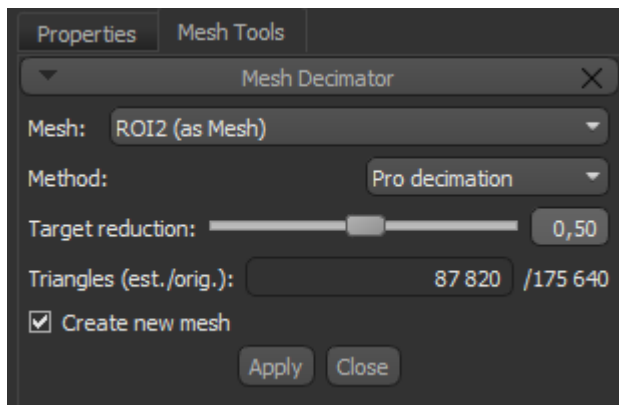 Properties Mesh Tools
Mesh Decimator
Mesh: ROI2 (as Mesh)
Method: Pro decimation
Target reduction: 0,50
Triangles (est./orig.): 87 820 /175 640
Create new mesh
Apply Close